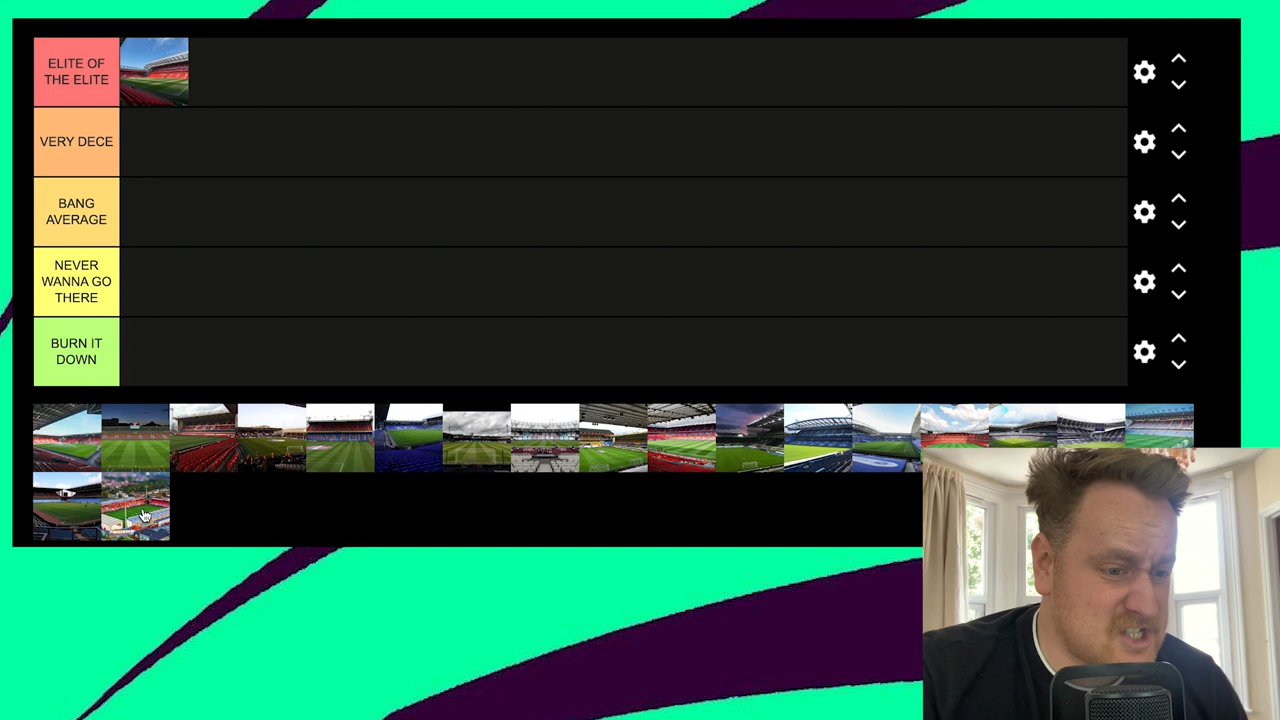 ELITE OF
THE ELITE
VERY DECE
BANG
AVERAGE
NEVER
WANNA GO
THERE
BURN IT
DOWN